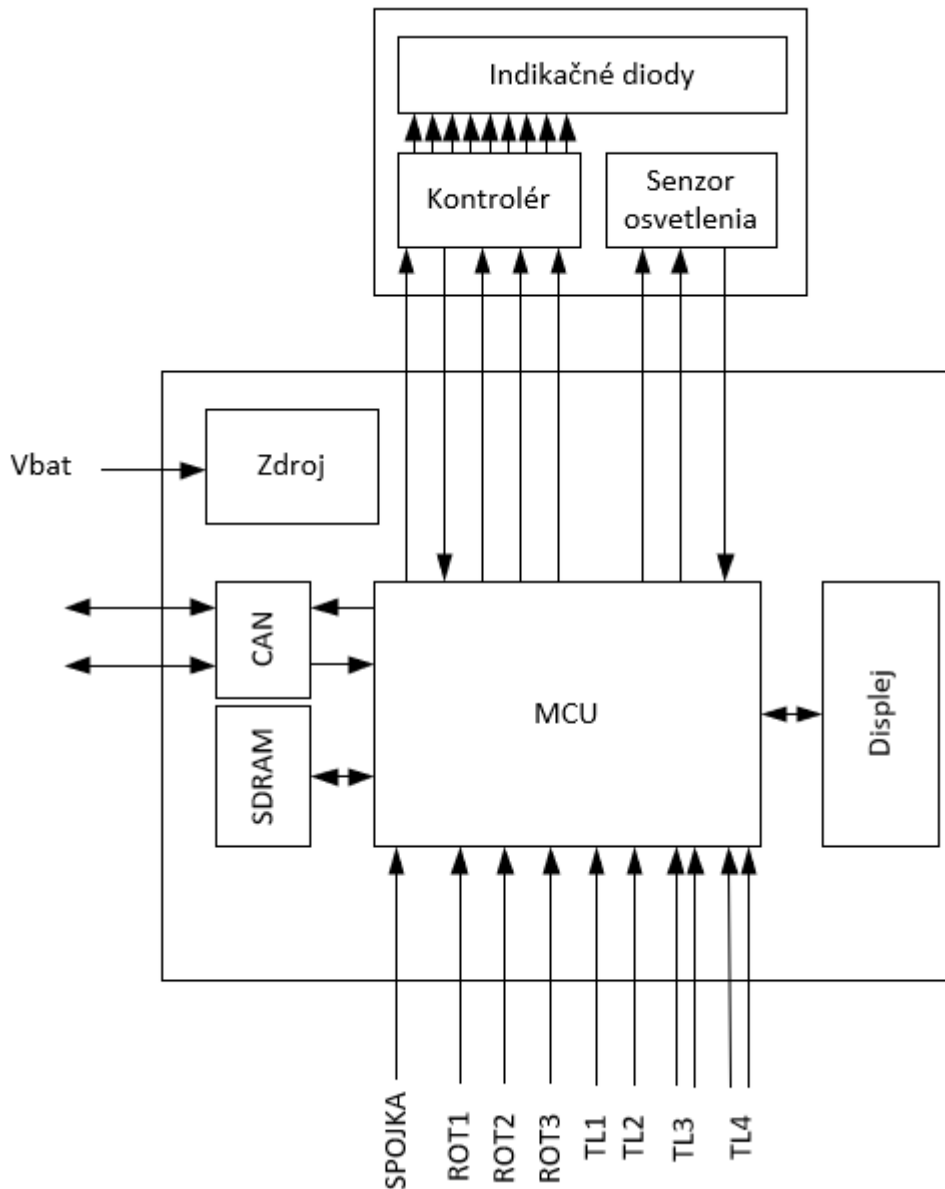 Indikačné diody
Kontrolér
Senzor
osvetlenia
Vbat
Zdroj
CAN
SDRAM
MCU
Displej
SPOJKA
ROT1
ROT2
ROT3
TL1
TL2
TL3
TL4